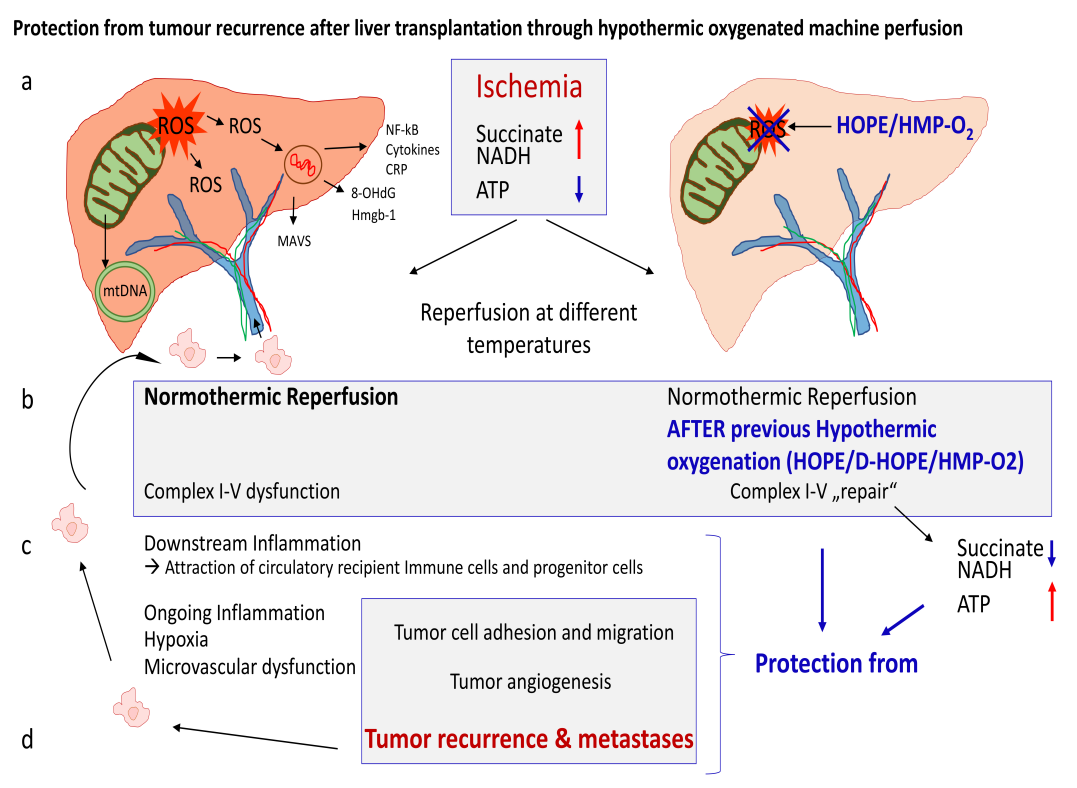 Protection from tumour recurrence after liver transplantation through hypothermic oxygenated machine perfusion
a
ROS
ROS
ROS
NF-kB
Cytokines
CRP
8-OHdG
Hmgb-1
MAVS
mtDNA
Ischemia
Succinate
NADH
ATP
ROS
HOPE/HMP-O2
Reperfusion at different
temperatures
b
Normothermic Reperfusion
Complex I-V dysfunction
Normothermic Reperfusion
AFTER previous Hypothermic
oxygenation (HOPE/D-HOPE/HMP-O2)
Complex I-V „repair“
c
Downstream Inflammation
→ Attraction of circulatory recipient Immune cells and progenitor cells
Succinate
NADH
ATP
Ongoing Inflammation
Hypoxia
Microvascular dysfunction
Tumor cell adhesion and migration
Tumor angiogenesis
Protection from
d
Tumor recurrence & metastases